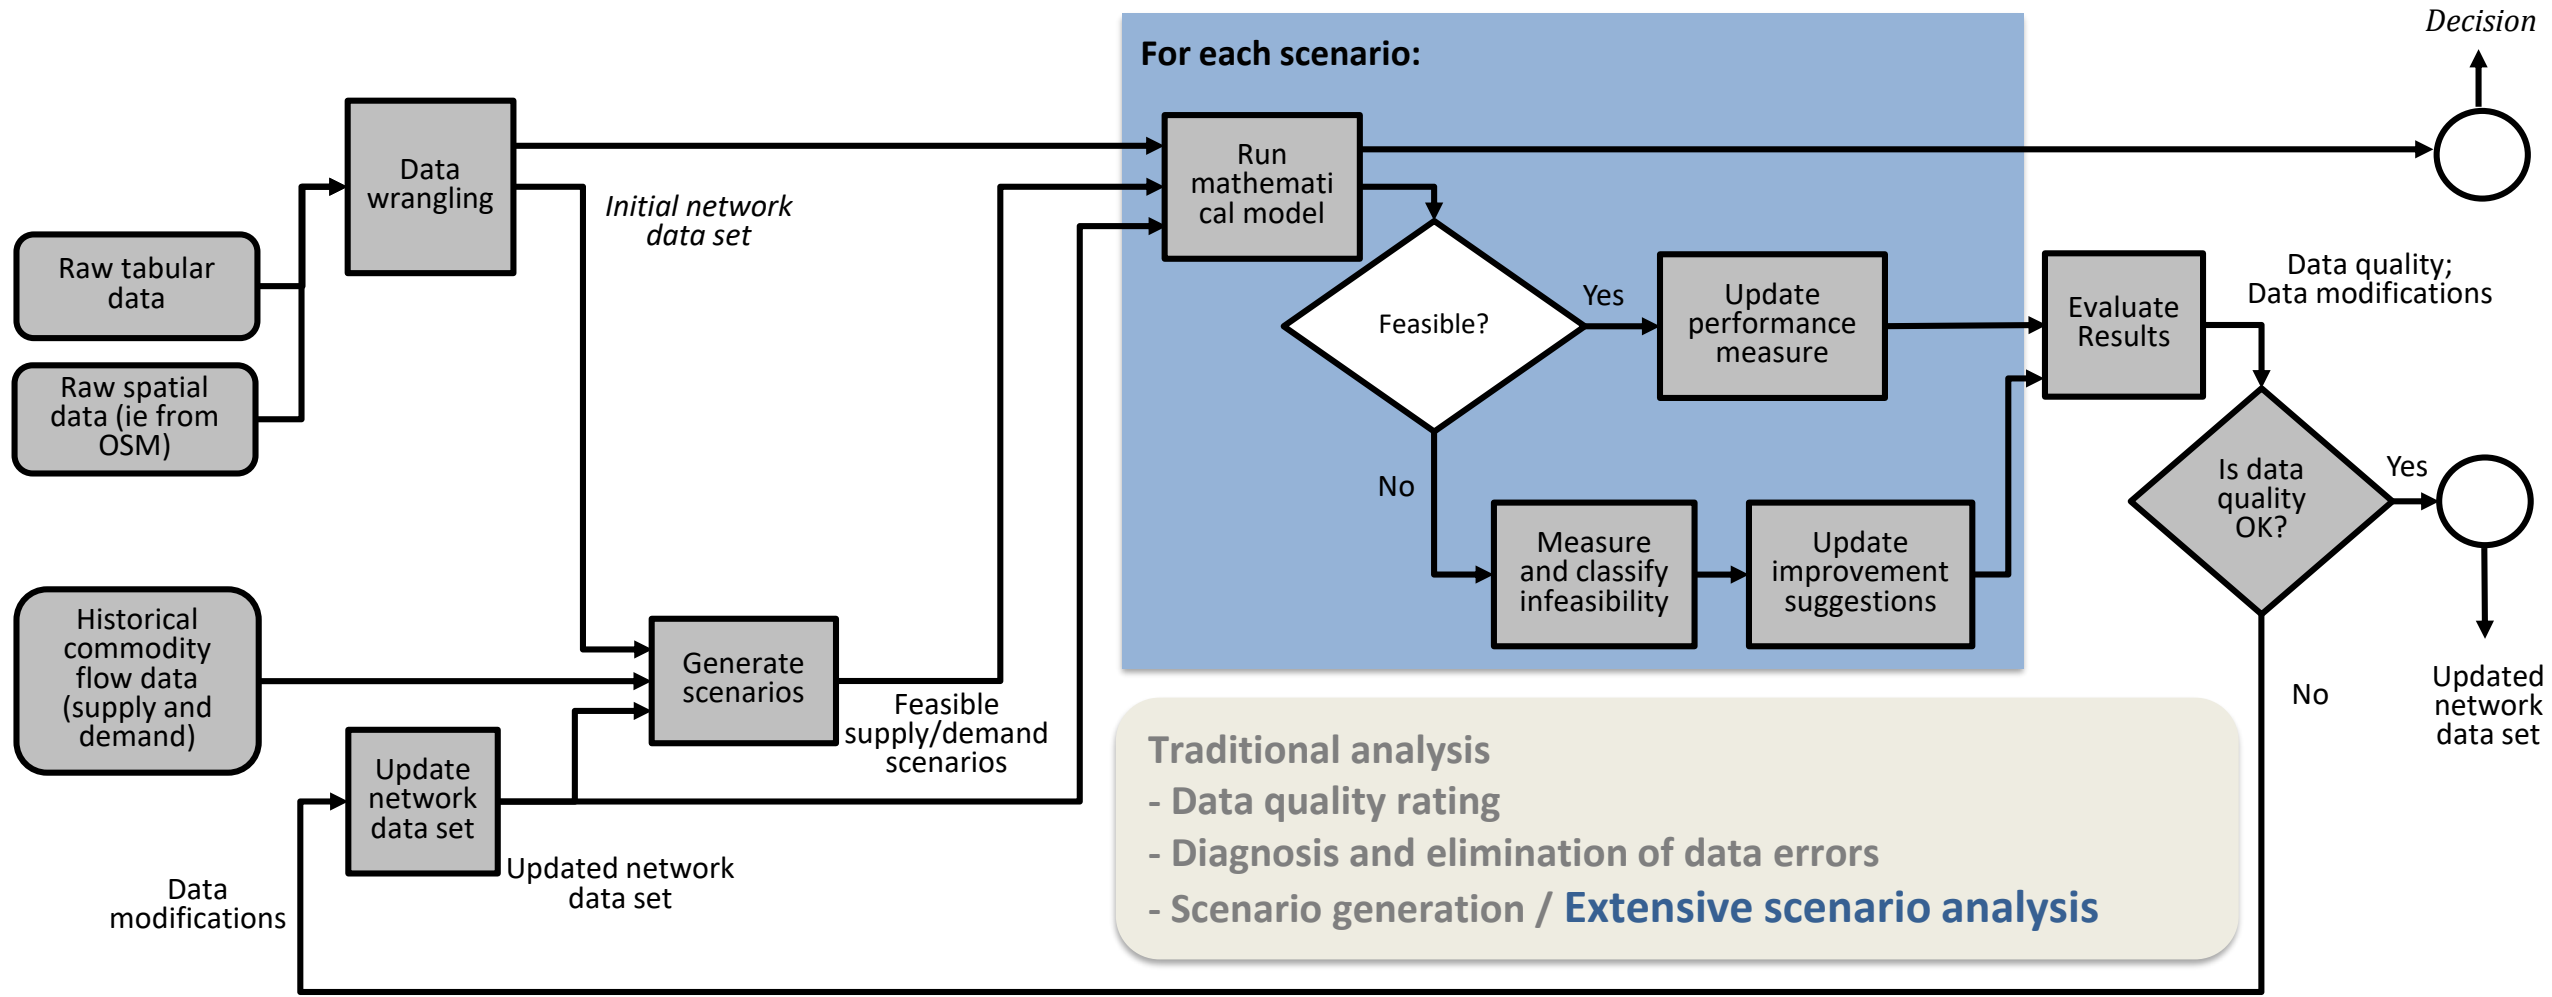 Decision
For each scenario:
Data
wrangling
Run
mathemati
cal model
Initial network
data set
Raw tabular
data
Data quality;
Data modifications
Feasible?
Yes
Update
performance
measure
Evaluate
Results
Raw spatial
data (ie from
OSM)
No
Is data
quality
OK?
Yes
Measure
and classify
infeasibility
Update
improvement
suggestions
Historical
commodity
flow data
(supply and
demand)
Generate
scenarios
Feasible
supply/demand
scenarios
No
Updated
network
data set
Update
network
data set
Updated network
data set
Data
modifications
Traditional analysis
- Data quality rating
- Diagnosis and elimination of data errors
- Scenario generation / Extensive scenario analysis